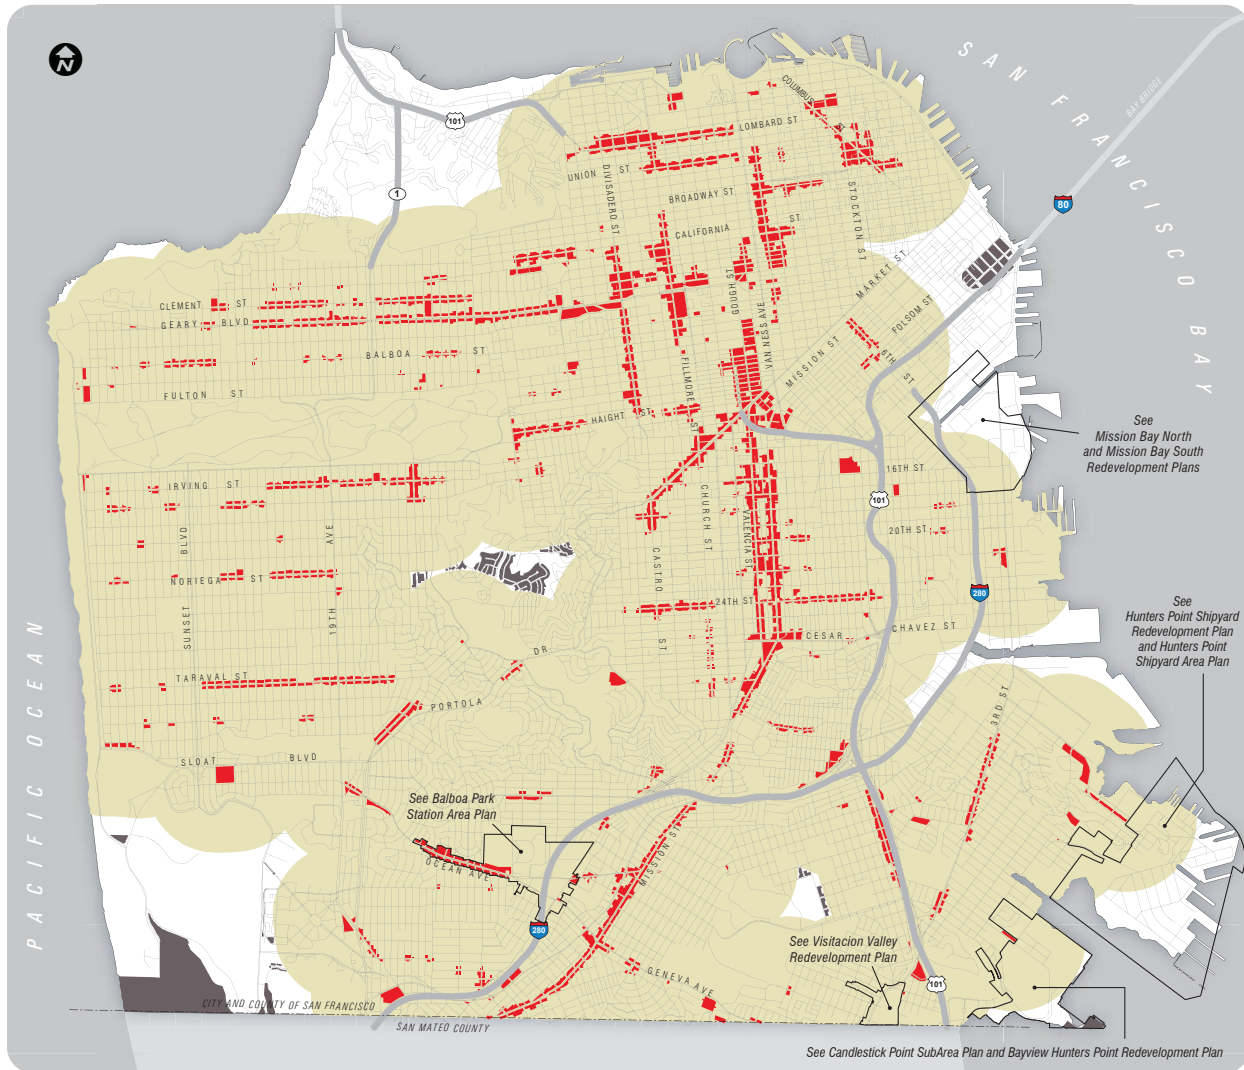 N
SAN FRANCISCO BAY
BAY BRIDGE
101
1
80
COLUMBUS
ST
LOMBARD ST
UNION ST
DIVISADERO ST
BROADWAY ST
STOCKTON ST
CALIFORNIA ST
GOUGH ST
MARKET ST
CLEMENT ST
GEARY BLVD
VAN NESS AVE
FOLSOM ST
BALBOA ST
MISSION ST
6TH ST
FULTON ST
FILLMORE ST
HAIGHT ST
See
Mission Bay North
and Mission Bay South
Redevelopment Plans
IRVING ST
16TH ST
101
CHURCH ST
VALENCIA ST
20TH ST
SUNSET BLVD
19TH AVE
CASTRO ST
NORIEGA ST
24TH ST
280
CESAR CHAVEZ ST
See
Hunters Point Shipyard
Redevelopment Plan
and Hunters Point
Shipyard Area Plan
PACIFIC OCEAN
TARAVAL ST
PORTOLA DR
3RD ST
SLOAT BLVD
See Balboa Park
Station Area Plan
OCEAN AVE
MISSION ST
280
See Visitacion Valley
Redevelopment Plan
GENEVA AVE
101
CITY AND COUNTY OF SAN FRANCISCO
SAN MATEO COUNTY
See Candlestick Point SubArea Plan and Bayview Hunters Point Redevelopment Plan